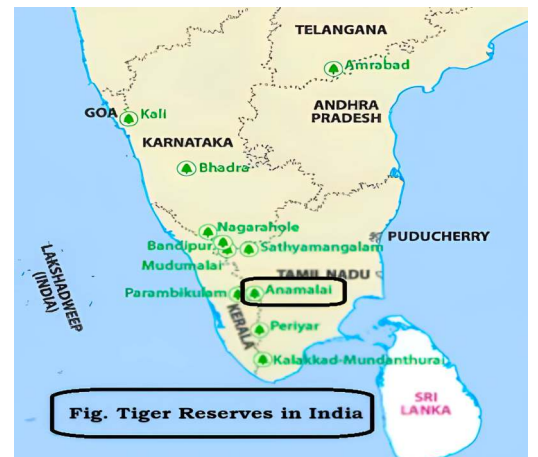 TELANGANA
Amrabad
ANDHRA
PRADESH
GOA
Kali
KARNATAKA
Bhadra
Nagarahole
Bandipur
Sathyamangalam
Mudumalai
PUDUCHERRY
TAMIL NADU
Parambikulam
Anamalai
KERALA
Periyar
Kalakkad-Mundanthurai
LAKSHADWEEP
(INDIA)
SRI
LANKA
Fig. Tiger Reserves in India